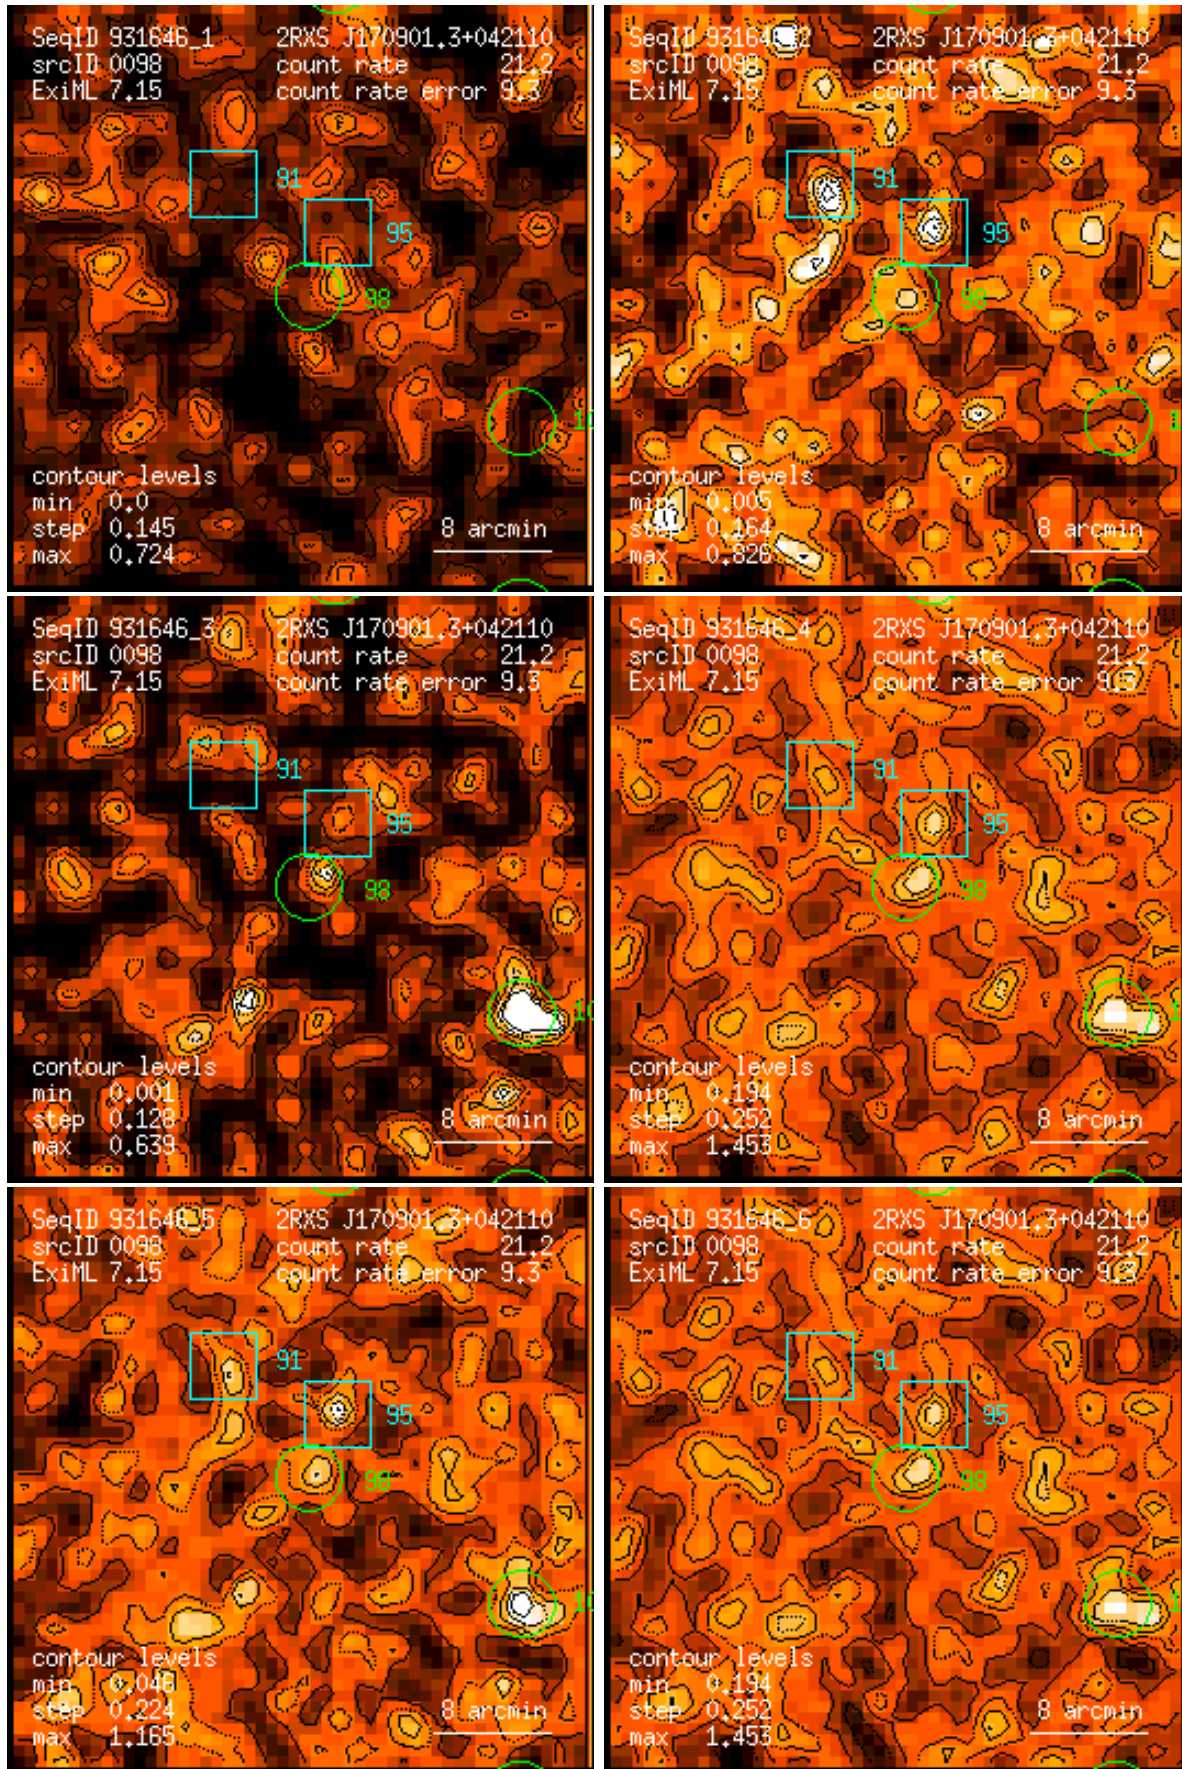 SeqID 931646_1 2RXS J170901.3+042110
srcID 0098 count rate 21.2
ExiML 7.15 count rate error 9.3
91
95
98
10
contour levels
min 0.0
step 0.145
max 0.724
8 arcmin
SeqID 931646_2 2RXS J170901.3+042110
srcID 0098 count rate 21.2
ExiML 7.15 count rate error 9.3
91
95
98
1
contour levels
min 0.005
step 0.164
max 0.826
8 arcmin
SeqID 931646_3 2RXS J170901.3+042110
srcID 0098 count rate 21.2
ExiML 7.15 count rate error 9.3
91
95
98
10
contour levels
min 0.001
step 0.128
max 0.639
8 arcmin
SeqID 931646_4 2RXS J170901.3+042110
srcID 0098 count rate 21.2
ExiML 7.15 count rate error 9.3
91
95
98
1
contour levels
min 0.194
step 0.252
max 1.453
8 arcmin
SeqID 931646_5 2RXS J170901.3+042110
srcID 0098 count rate 21.2
ExiML 7.15 count rate error 9.3
91
95
98
10
contour levels
min 0.046
step 0.224
max 1.165
8 arcmin
SeqID 931646_6 2RXS J170901.3+042110
srcID 0098 count rate 21.2
ExiML 7.15 count rate error 9.3
91
95
98
1
contour levels
min 0.194
step 0.252
max 1.453
8 arcmin